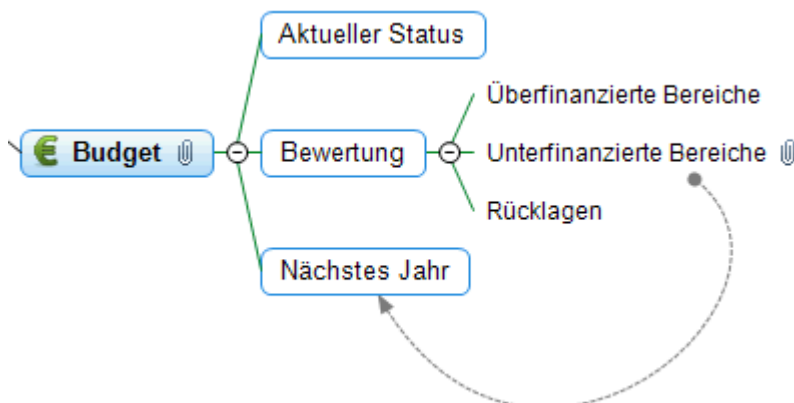 Aktueller Status
Überfinanzierte Bereiche
Budget
Bewertung
Unterfinanzierte Bereiche
Rücklagen
Nächstes Jahr